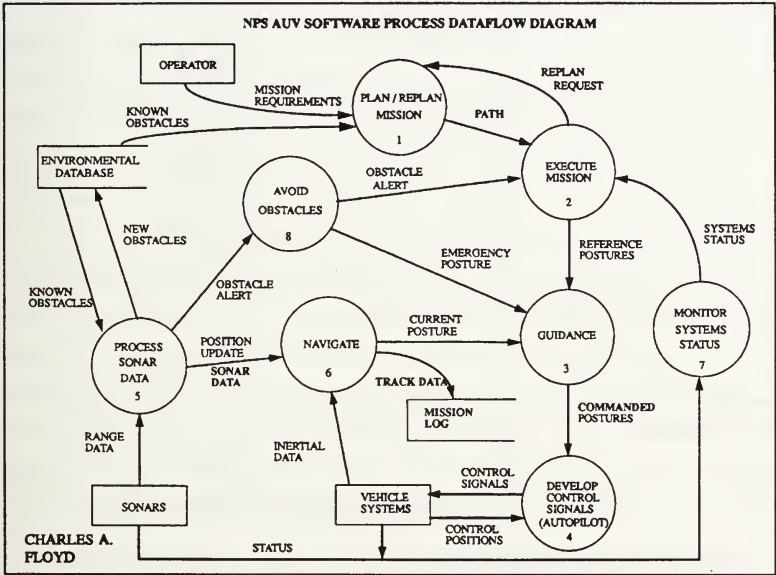 NPS AUV SOFTWARE PROCESS DATAFLOW DIAGRAM
OPERATOR
MISSION
REQUIREMENTS
PLAN / REPLAN
MISSION
1
REPLAN
REQUEST
PATH
KNOWN
OBSTACLES
ENVIRONMENTAL
DATABASE
AVOID
OBSTACLES
8
OBSTACLE
ALERT
EXECUTE
MISSION
2
SYSTEMS
STATUS
NEW
OBSTACLES
EMERGENCY
POSTURE
REFERENCE
POSTURES
KNOWN
OBSTACLES
OBSTACLE
ALERT
PROCESS
SONAR
DATA
5
POSITION
UPDATE
SONAR
DATA
NAVIGATE
6
CURRENT
POSTURE
GUIDANCE
3
MONITOR
SYSTEMS
STATUS
7
TRACK DATA
MISSION
LOG
COMMANDED
POSTURES
RANGE
DATA
INERTIAL
DATA
SONARS
VEHICLE
SYSTEMS
CONTROL
SIGNALS
CONTROL
POSITIONS
DEVELOP
CONTROL
SIGNALS
(AUTOPILOT)
4
STATUS
CHARLES A.
FLOYD